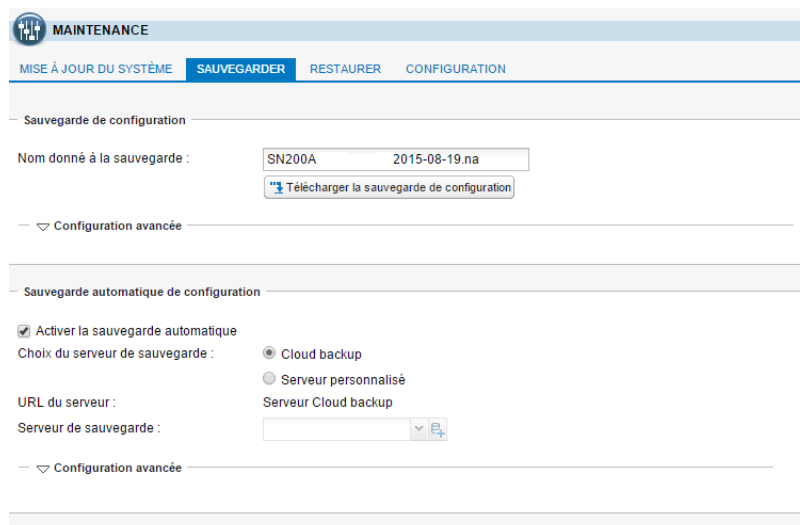 MAINTENANCE
MISE À JOUR DU SYSTÈME SAUVEGARDER RESTAURER CONFIGURATION
Sauvegarde de configuration
Nom donné à la sauvegarde : SN200A 2015-08-19.na
Télécharger la sauvegarde de configuration
Configuration avancée
Sauvegarde automatique de configuration
Activer la sauvegarde automatique
Choix du serveur de sauvegarde : Cloud backup
Serveur personnalisé
URL du serveur : Serveur Cloud backup
Serveur de sauvegarde :
Configuration avancée